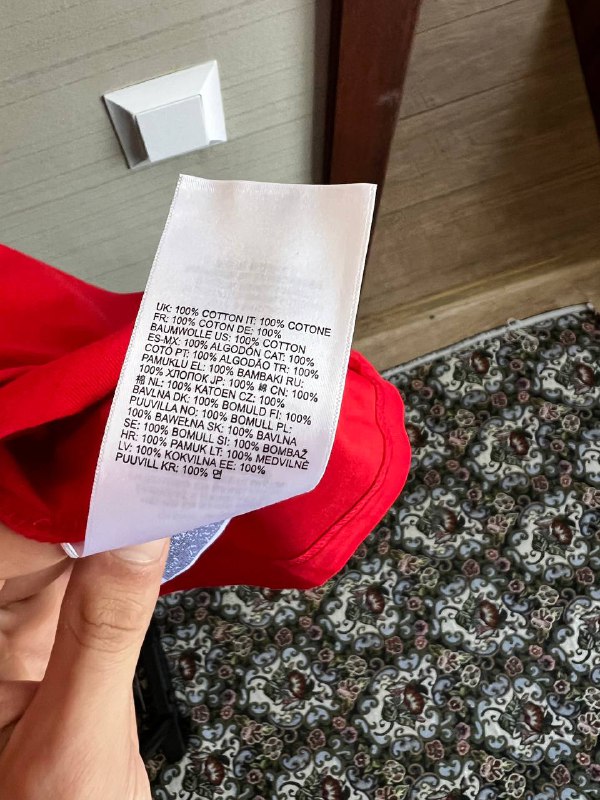 UK: 100% COTTON IT: 100% COTONE
FR: 100% COTON DE: 100%
BAUMWOLLE US: 100% COTTON
ES-MX: 100% ALGODÓN CAT: 100%
COTÓ PT: 100% ALGODÃO TR: 100%
PAMUKLU EL: 100% ΒΑΜΒΑΚΙ RU:
100% ХЛОПОК JP: 100% 綿 CN: 100%
棉 NL: 100% KATOEN CZ: 100%
BAVLNA DK: 100% BOMULD FI: 100%
PUUVILLA NO: 100% BOMULL PL:
100% BAWEŁNA SK: 100% BAVLNA
SE: 100% BOMULL SI: 100% BOMBAŽ
HR: 100% PAMUK LT: 100% MEDVILNĖ
LV: 100% KOKVILNA EE: 100%
PUUVILL KR: 100% 면